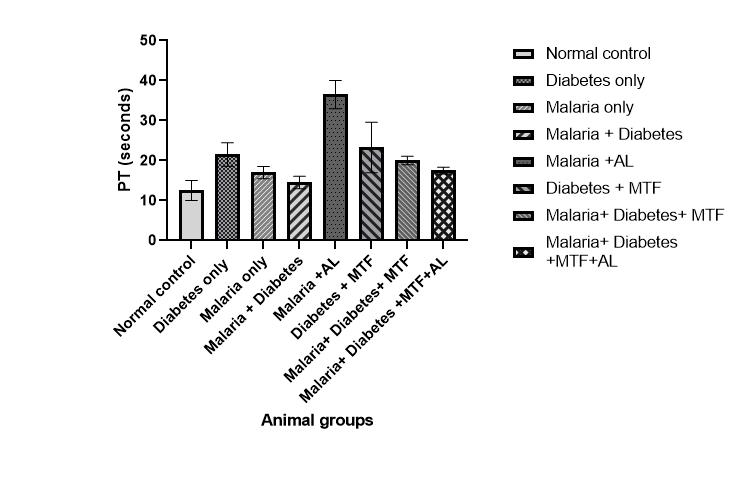 50
40
30
20
10
0
PT (seconds)
Normal control
Diabetes only
Malaria only
Malaria + Diabetes
Malaria +AL
Diabetes + MTF
Malaria+ Diabetes+ MTF
Malaria+ Diabetes +MTF+AL
Animal groups
Normal control
Diabetes only
Malaria only
Malaria + Diabetes
Malaria +AL
Diabetes + MTF
Malaria+ Diabetes+ MTF
Malaria+ Diabetes
+MTF+AL